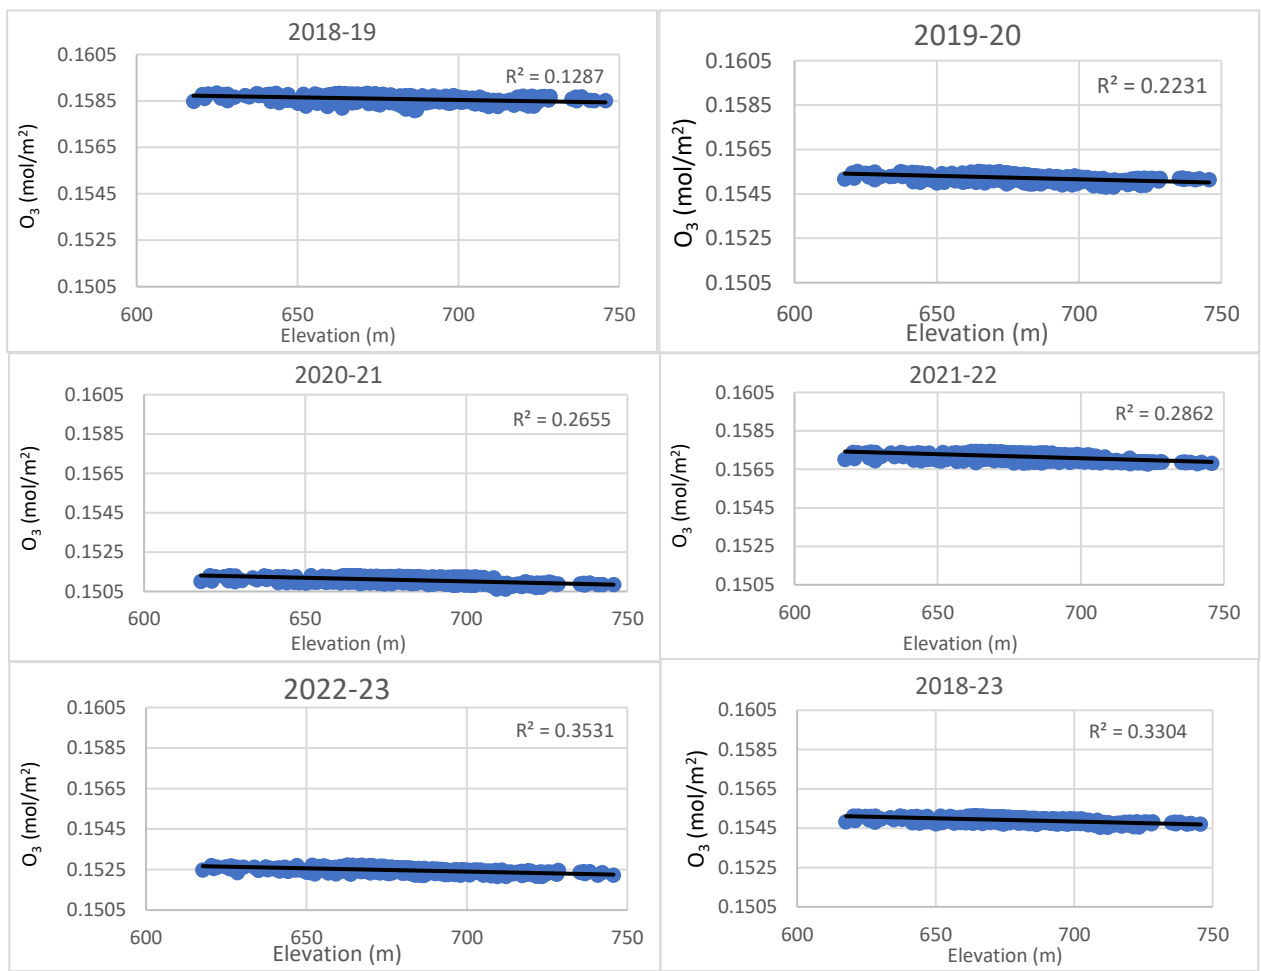 2018-19
R² = 0.1287
0.1605
0.1585
0.1565
0.1545
0.1525
0.1505
600 650 700 750
O₃ (mol/m²)
Elevation (m)
2019-20
R² = 0.2231
0.1605
0.1585
0.1565
0.1545
0.1525
0.1505
600 650 700 750
O₃ (mol/m²)
Elevation (m)
2020-21
R² = 0.2655
0.1605
0.1585
0.1565
0.1545
0.1525
0.1505
600 650 700 750
O₃ (mol/m²)
Elevation (m)
2021-22
R² = 0.2862
0.1605
0.1585
0.1565
0.1545
0.1525
0.1505
600 650 700 750
O₃ (mol/m²)
Elevation (m)
2022-23
R² = 0.3531
0.1605
0.1585
0.1565
0.1545
0.1525
0.1505
600 650 700 750
O₃ (mol/m²)
Elevation (m)
2018-23
R² = 0.3304
0.1605
0.1585
0.1565
0.1545
0.1525
0.1505
600 650 700 750
O₃ (mol/m²)
Elevation (m)